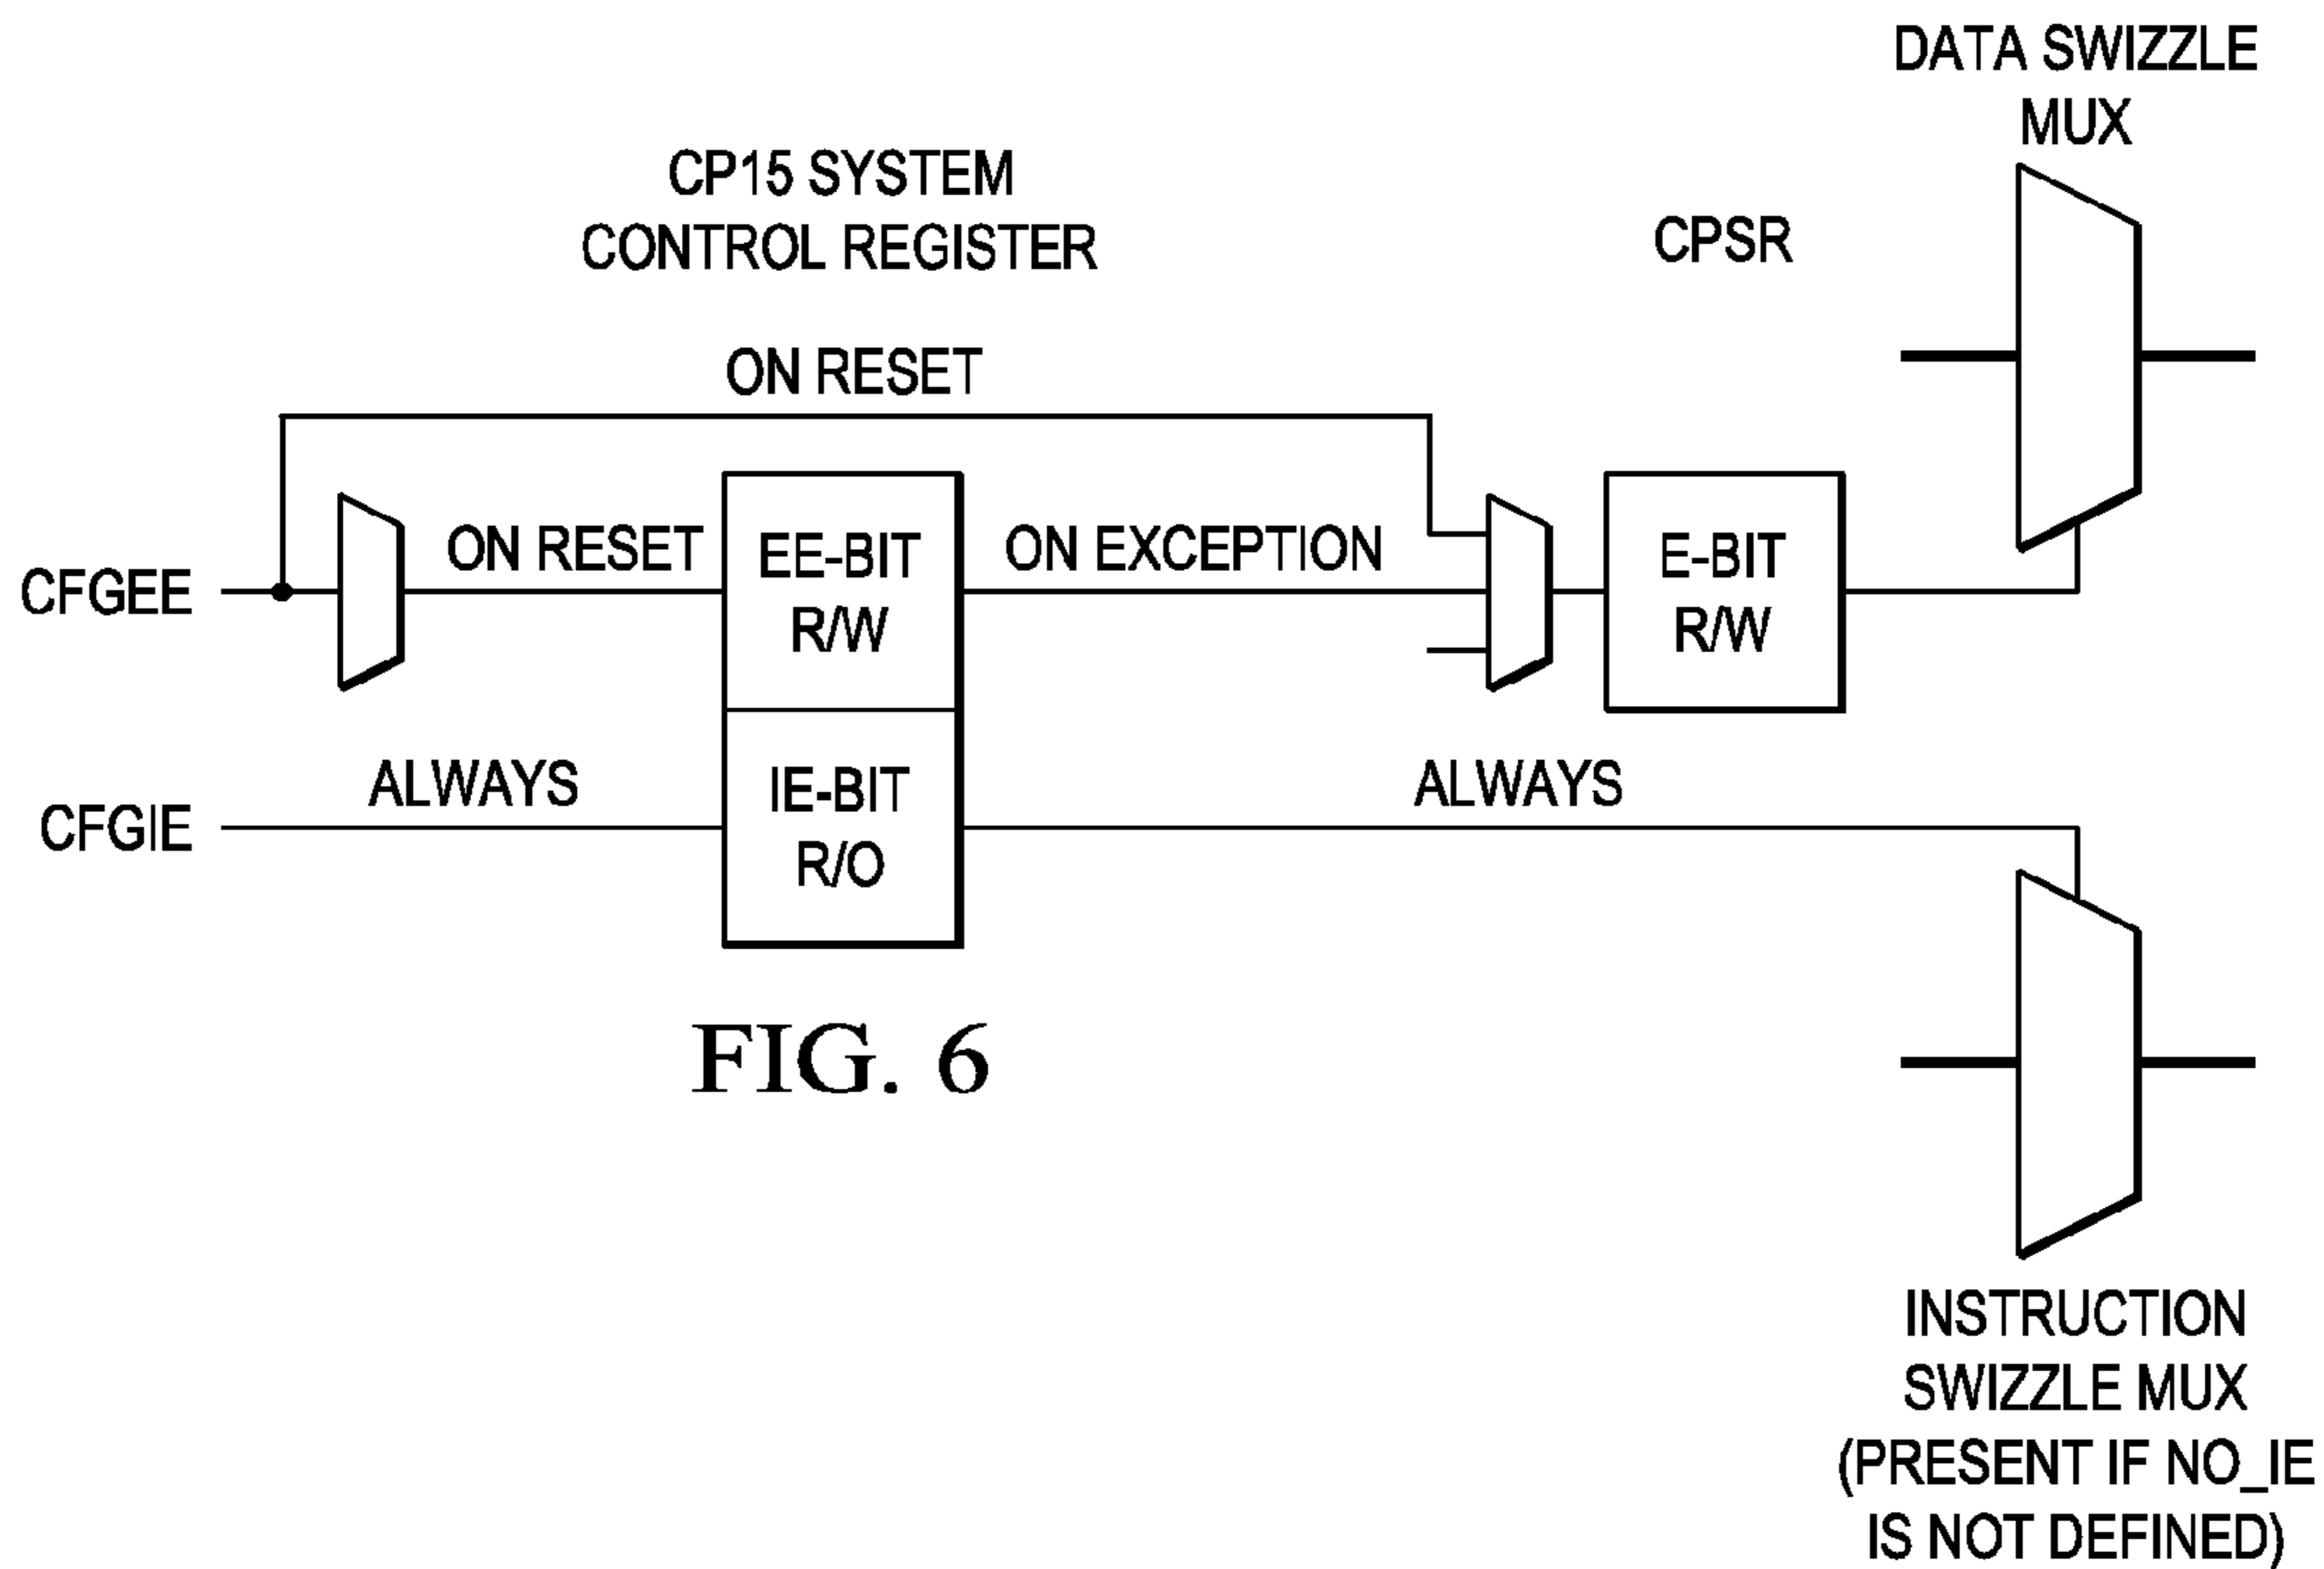 DATA SWIZZLE
MUX
CP15 SYSTEM
CONTROL REGISTER
CPSR
ON RESET
CFGEE
ON RESET
EE-BIT
R/W
ON EXCEPTION
E-BIT
R/W
CFGIE
ALWAYS
IE-BIT
R/O
ALWAYS
FIG. 6
INSTRUCTION
SWIZZLE MUX
(PRESENT IF NO_IE
IS NOT DEFINED)